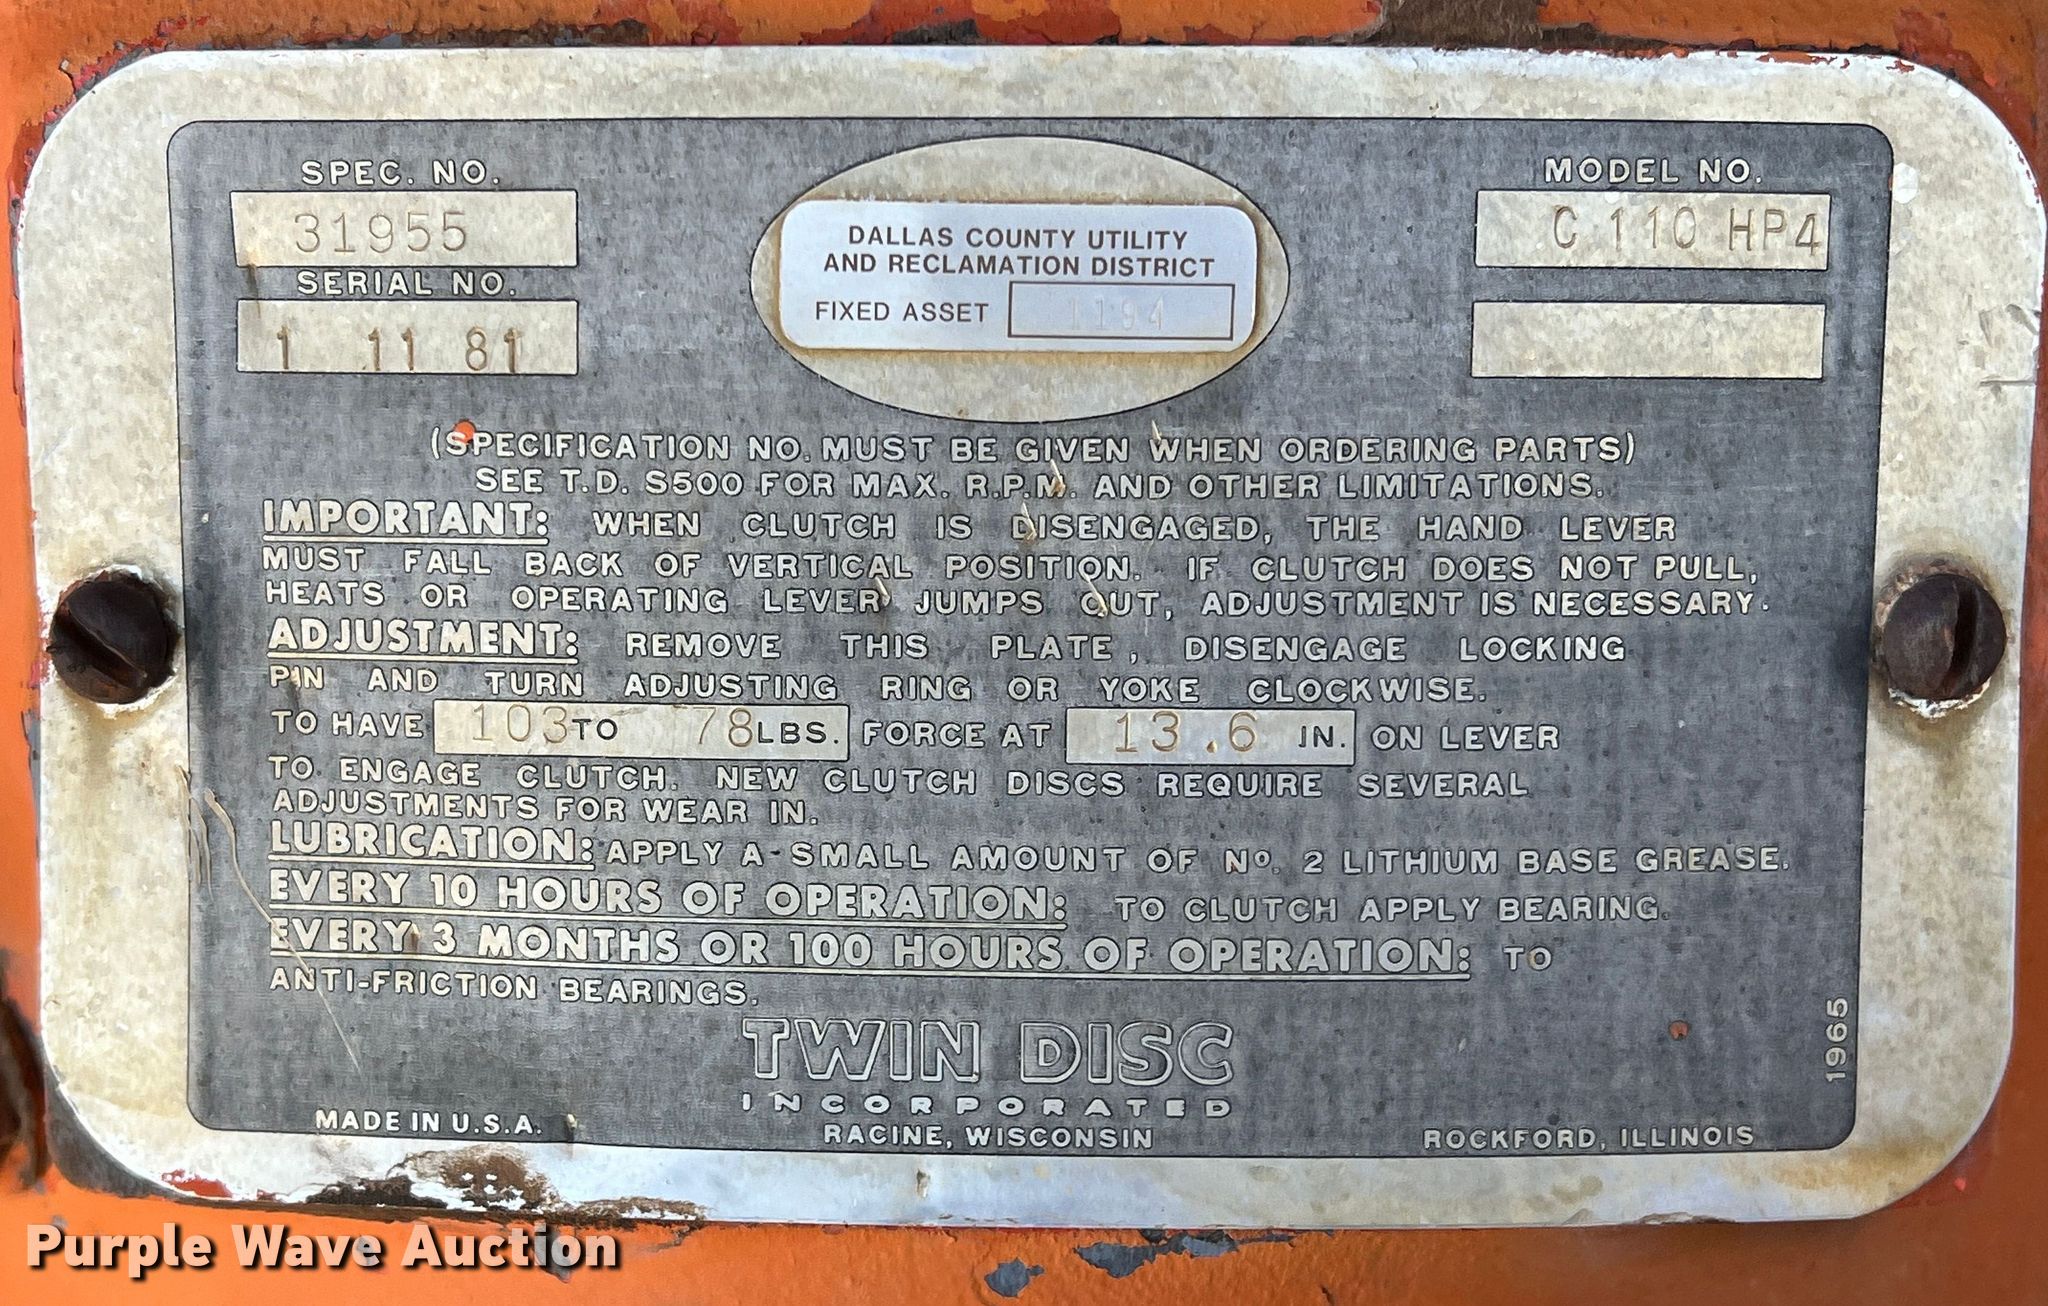 SPEC. NO.
31955
SERIAL NO.
1 11 81
DALLAS COUNTY UTILITY
AND RECLAMATION DISTRICT
FIXED ASSET 1194
MODEL NO.
C 110 HP4
(SPECIFICATION NO. MUST BE GIVEN WHEN ORDERING PARTS)
SEE T.D. S500 FOR MAX. R.P.M. AND OTHER LIMITATIONS.
IMPORTANT: WHEN CLUTCH IS DISENGAGED, THE HAND LEVER
MUST FALL BACK OF VERTICAL POSITION. IF CLUTCH DOES NOT PULL,
HEATS OR OPERATING LEVER JUMPS OUT, ADJUSTMENT IS NECESSARY.
ADJUSTMENT: REMOVE THIS PLATE, DISENGAGE LOCKING
PIN AND TURN ADJUSTING RING OR YOKE CLOCKWISE.
TO HAVE 103 TO 78 LBS. FORCE AT 13.6 IN. ON LEVER
TO ENGAGE CLUTCH. NEW CLUTCH DISCS REQUIRE SEVERAL
ADJUSTMENTS FOR WEAR IN.
LUBRICATION: APPLY A SMALL AMOUNT OF Nº. 2 LITHIUM BASE GREASE.
EVERY 10 HOURS OF OPERATION: TO CLUTCH APPLY BEARING.
EVERY 3 MONTHS OR 100 HOURS OF OPERATION: TO
ANTI-FRICTION BEARINGS.
TWIN DISC
INCORPORATED
MADE IN U.S.A.
RACINE, WISCONSIN
ROCKFORD, ILLINOIS
1965
Purple Wave Auction